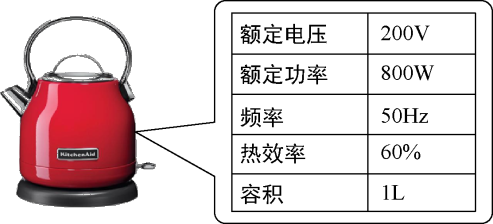 额定电压 200V
额定功率 800W
频率 50Hz
热效率 60%
容积 1L
KitchenAid